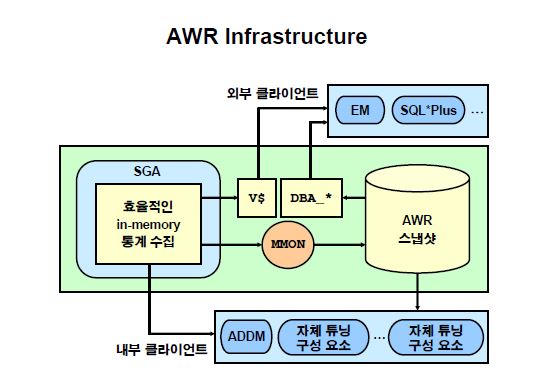 AWR Infrastructure
외부 클라이언트
EM
SQL*Plus
...
SGA
효율적인
in-memory
통계 수집
V$
DBA_*
MMON
AWR
스냅샷
내부 클라이언트
ADDM
자체 튜닝
구성 요소
...
자체 튜닝
구성 요소